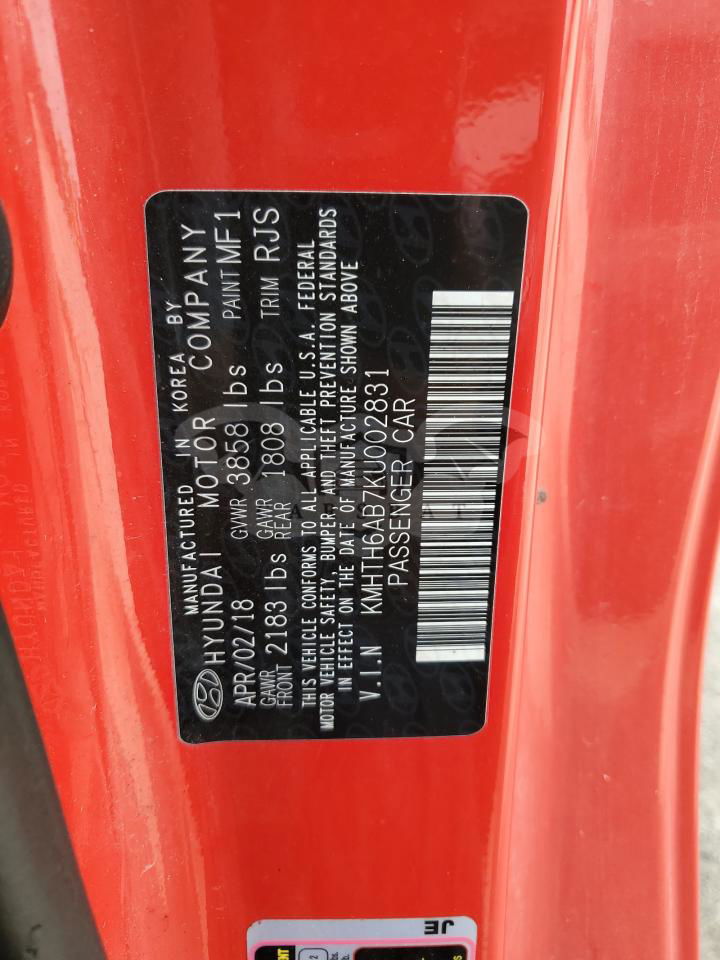 MANUFACTURED IN KOREA BY
HYUNDAI MOTOR COMPANY
APR/02/18 GVWR 3858 lbs PAINT MF1
GAWR FRONT 2183 lbs GAWR REAR 1808 lbs TRIM RJS
THIS VEHICLE CONFORMS TO ALL APPLICABLE U.S.A. FEDERAL
MOTOR VEHICLE SAFETY, BUMPER, AND THEFT PREVENTION STANDARDS
IN EFFECT ON THE DATE OF MANUFACTURE SHOWN ABOVE
V.I.N KMHTH6AB7KU002831
PASSENGER CAR
JE